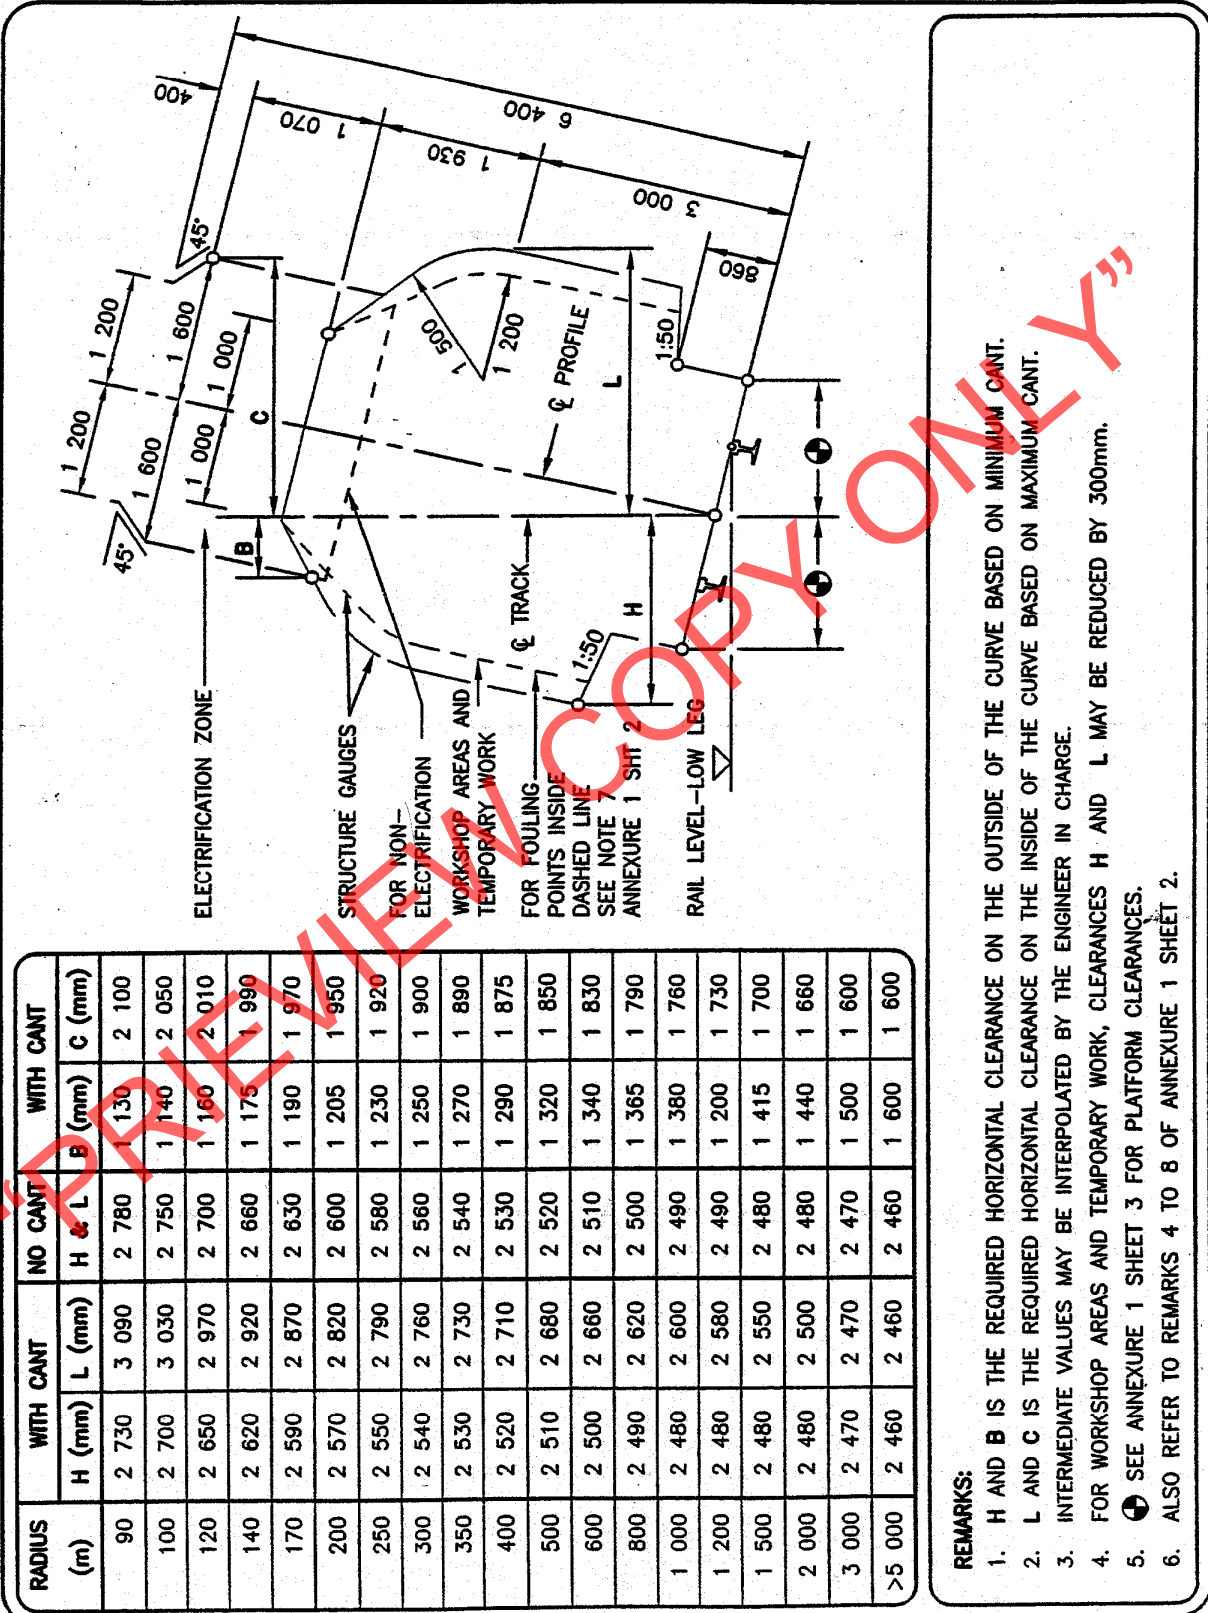 RADIUS WITH CANT NO CANT WITH CANT
(m) H (mm) L (mm) H & L B (mm) C (mm)
90 2 730 3 090 2 780 1 130 2 100
100 2 700 3 030 2 750 1 140 2 050
120 2 650 2 970 2 700 1 160 2 010
140 2 620 2 920 2 660 1 175 1 990
170 2 590 2 870 2 630 1 190 1 970
200 2 570 2 820 2 600 1 205 1 950
250 2 550 2 790 2 580 1 230 1 920
300 2 540 2 760 2 560 1 250 1 900
350 2 530 2 730 2 540 1 270 1 890
400 2 520 2 710 2 530 1 290 1 875
500 2 510 2 680 2 520 1 320 1 850
600 2 500 2 660 2 510 1 340 1 830
800 2 490 2 620 2 500 1 365 1 790
1 000 2 480 2 600 2 490 1 380 1 760
1 200 2 480 2 580 2 490 1 200 1 730
1 500 2 480 2 550 2 480 1 415 1 700
2 000 2 480 2 500 2 480 1 440 1 660
3 000 2 470 2 470 2 470 1 500 1 600
>5 000 2 460 2 460 2 460 1 600 1 600
ELECTRIFICATION ZONE
STRUCTURE GAUGES
FOR NON-
ELECTRIFICATION
WORKSHOP AREAS AND
TEMPORARY WORK
FOR FOULING
POINTS INSIDE
DASHED LINE
SEE NOTE 7
ANNEXURE 1 SHT 2
RAIL LEVEL-LOW LEG
45°
1 200
1 200
1 600
1 600
1 000
1 000
45°
B
C
400
1 070
1 930
6 400
3 000
860
1 500
1 200
℄ PROFILE
L
1:50
℄ TRACK
H
1:50
REMARKS:
1. H AND B IS THE REQUIRED HORIZONTAL CLEARANCE ON THE OUTSIDE OF THE CURVE BASED ON MINIMUM CANT.
2. L AND C IS THE REQUIRED HORIZONTAL CLEARANCE ON THE INSIDE OF THE CURVE BASED ON MAXIMUM CANT.
3. INTERMEDIATE VALUES MAY BE INTERPOLATED BY THE ENGINEER IN CHARGE.
4. FOR WORKSHOP AREAS AND TEMPORARY WORK, CLEARANCES H AND L MAY BE REDUCED BY 300mm.
5. SEE ANNEXURE 1 SHEET 3 FOR PLATFORM CLEARANCES.
6. ALSO REFER TO REMARKS 4 TO 8 OF ANNEXURE 1 SHEET 2.
“PREVIEW COPY ONLY”